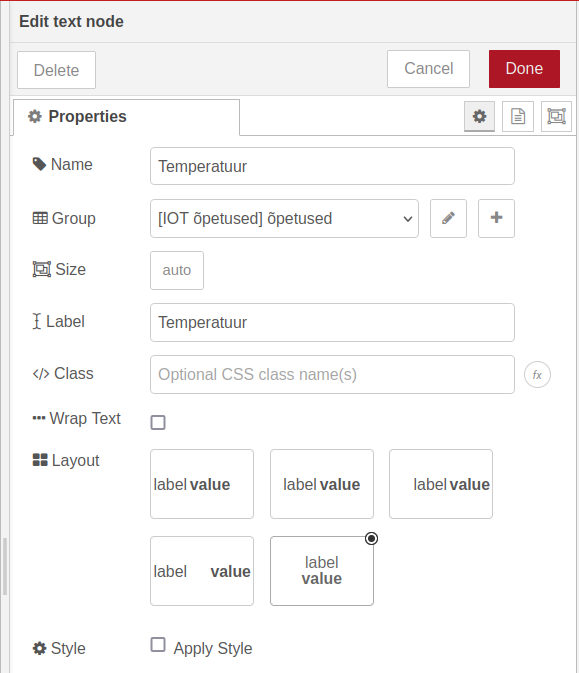 Edit text node
Delete
Cancel
Done
Properties
Name
Temperatuur
Group
[IOT õpetused] õpetused
Size
auto
Label
Temperatuur
</> Class
Optional CSS class name(s)
fx
Wrap Text
Layout
label value
label value
label value
label value
label
value
Style
Apply Style